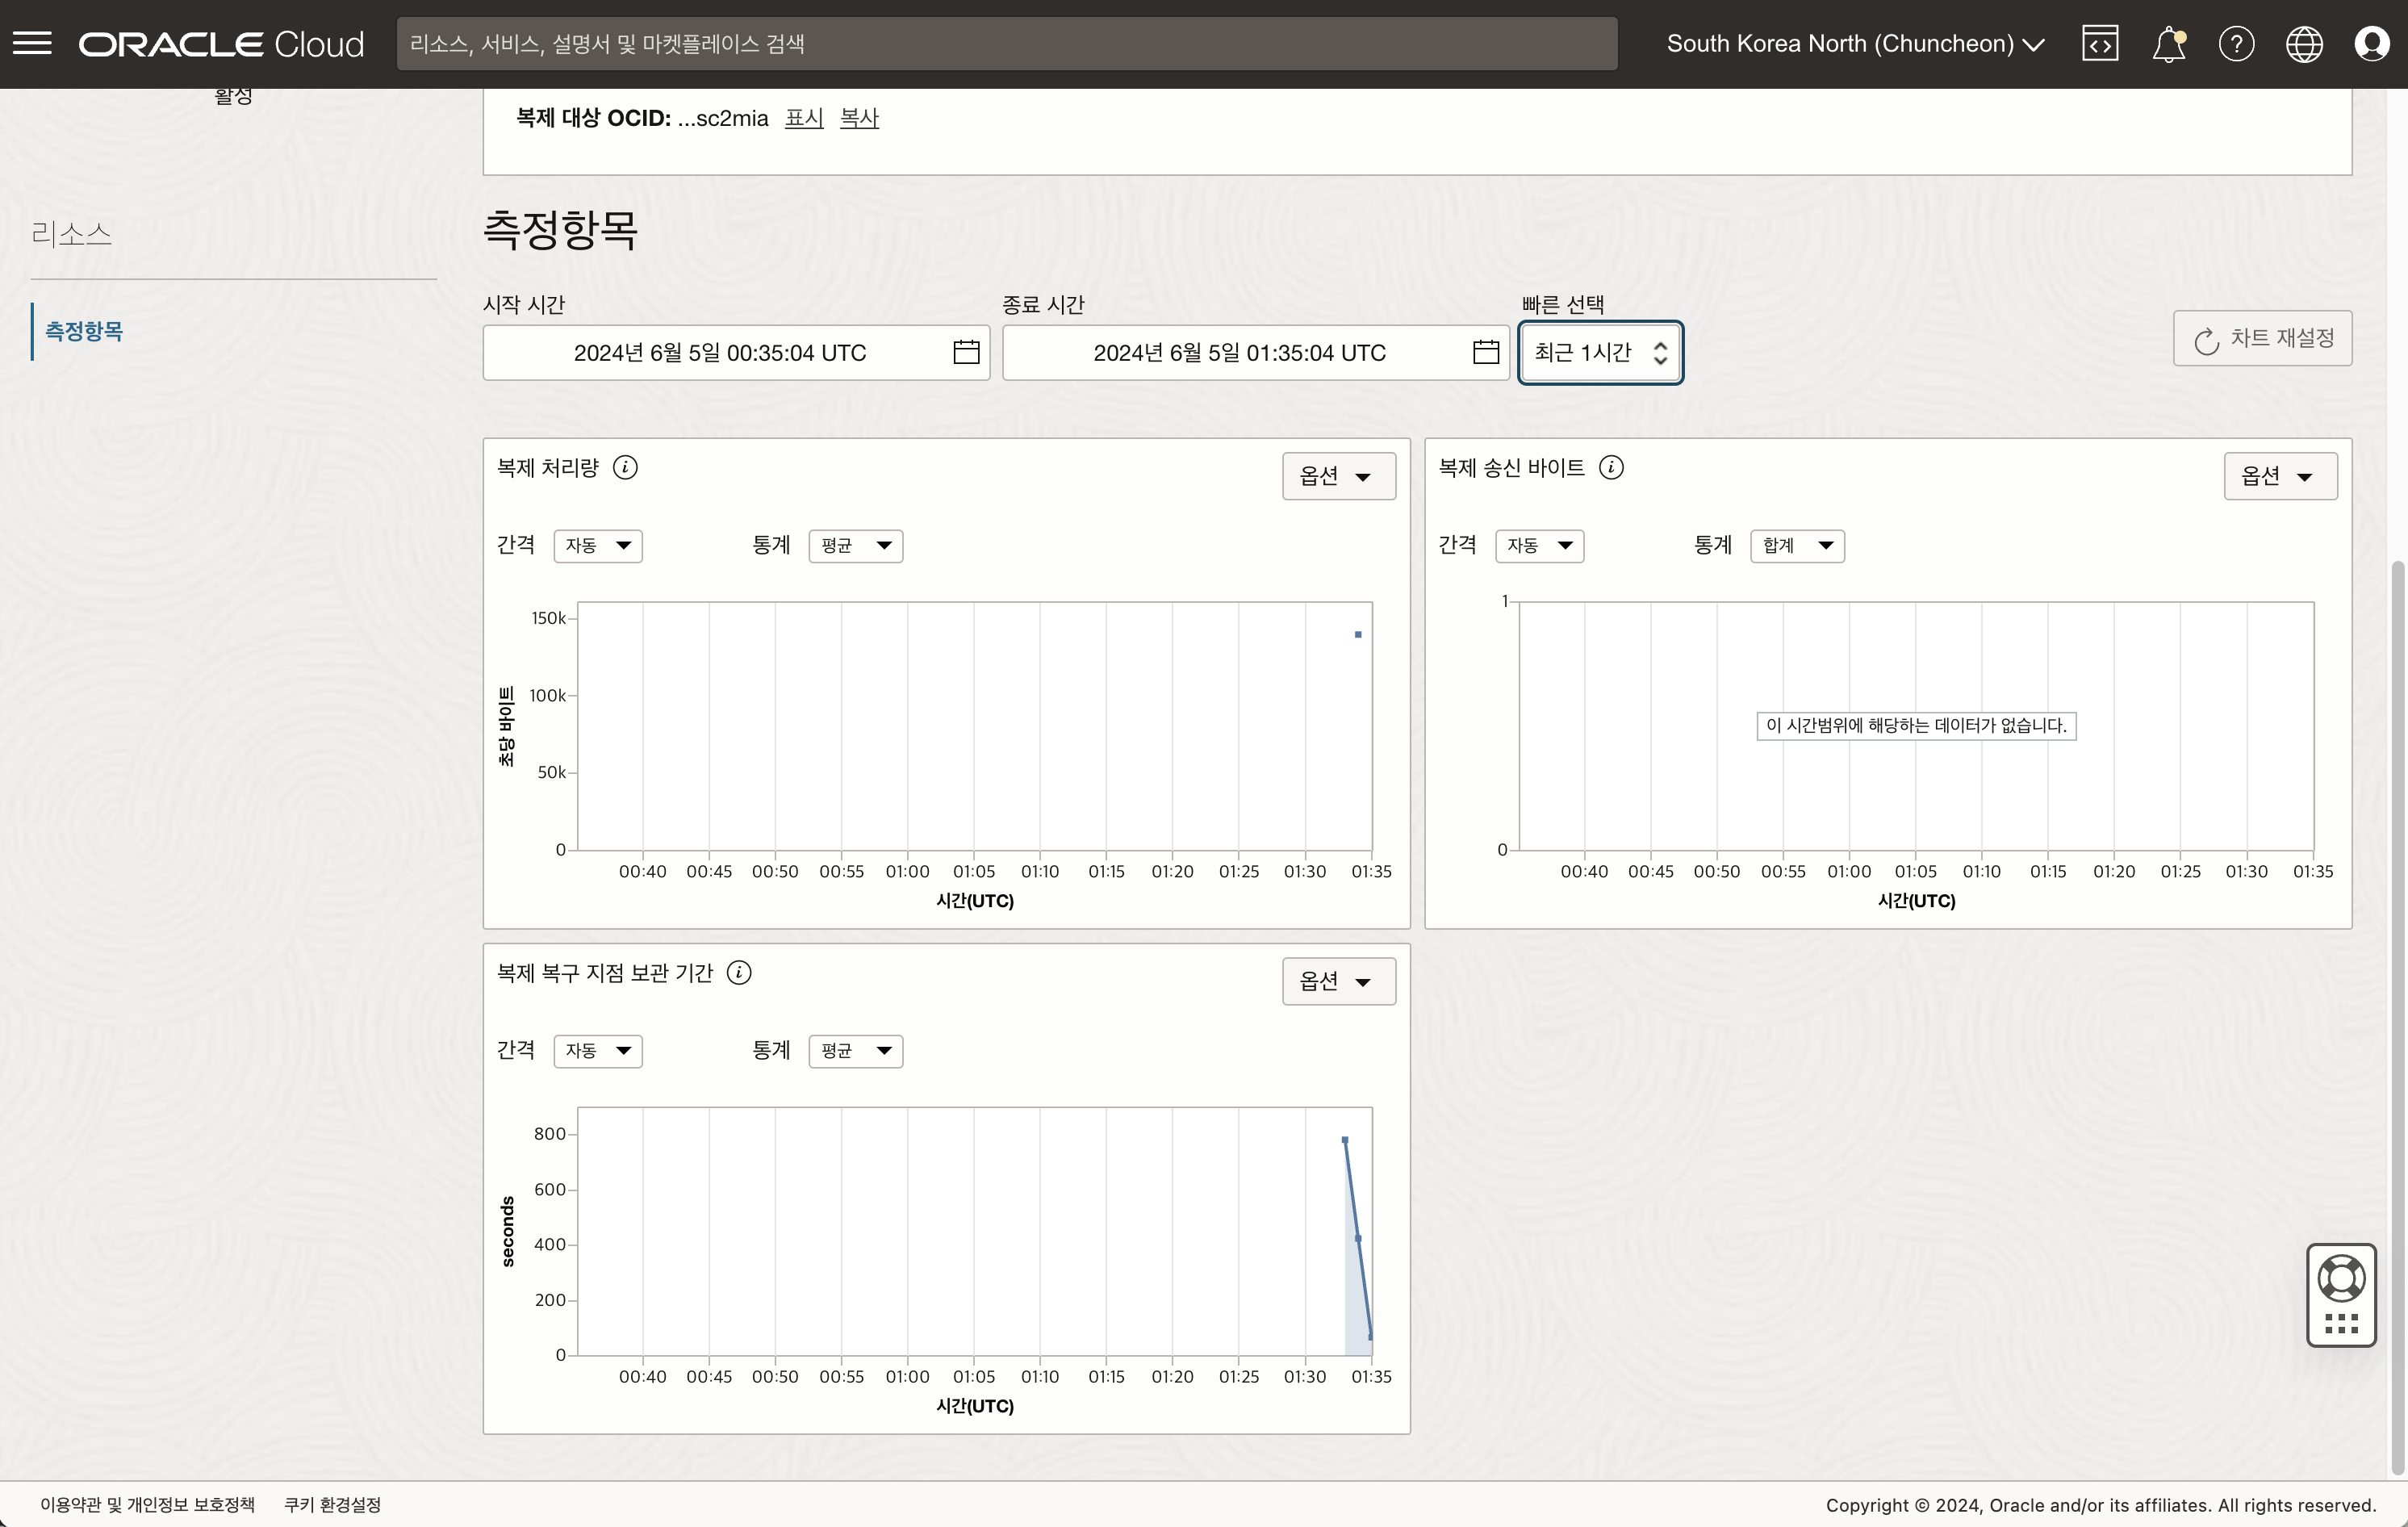 ORACLE Cloud
리소스, 서비스, 설명서 및 마켓플레이스 검색
South Korea North (Chuncheon)
활성
복제 대상 OCID: ...sc2mia 표시 복사
리소스
측정항목
측정항목
시작 시간
종료 시간
빠른 선택
2024년 6월 5일 00:35:04 UTC
2024년 6월 5일 01:35:04 UTC
최근 1시간
차트 재설정
복제 처리량
옵션
간격 자동 통계 평균
초당 바이트
150k
100k
50k
0
00:40 00:45 00:50 00:55 01:00 01:05 01:10 01:15 01:20 01:25 01:30 01:35
시간(UTC)
복제 송신 바이트
옵션
간격 자동 통계 합계
1
이 시간범위에 해당하는 데이터가 없습니다.
0
00:40 00:45 00:50 00:55 01:00 01:05 01:10 01:15 01:20 01:25 01:30 01:35
시간(UTC)
복제 복구 지점 보관 기간
옵션
간격 자동 통계 평균
seconds
800
600
400
200
0
00:40 00:45 00:50 00:55 01:00 01:05 01:10 01:15 01:20 01:25 01:30 01:35
시간(UTC)
이용약관 및 개인정보 보호정책 쿠키 환경설정
Copyright © 2024, Oracle and/or its affiliates. All rights reserved.